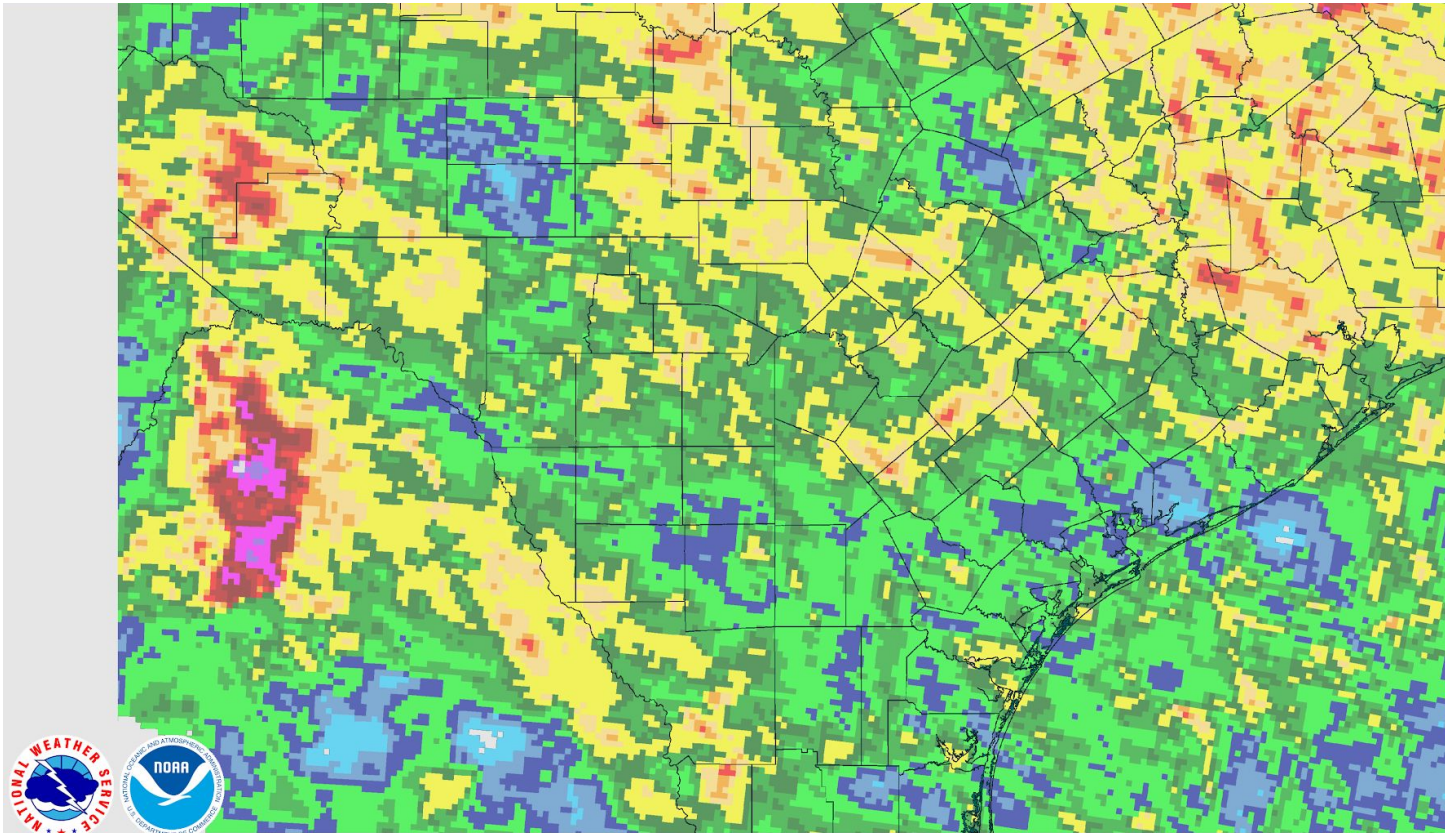 NATIONAL WEATHER SERVICE
NATIONAL OCEANIC AND ATMOSPHERIC ADMINISTRATION
NOAA
U.S. DEPARTMENT OF COMMERCE